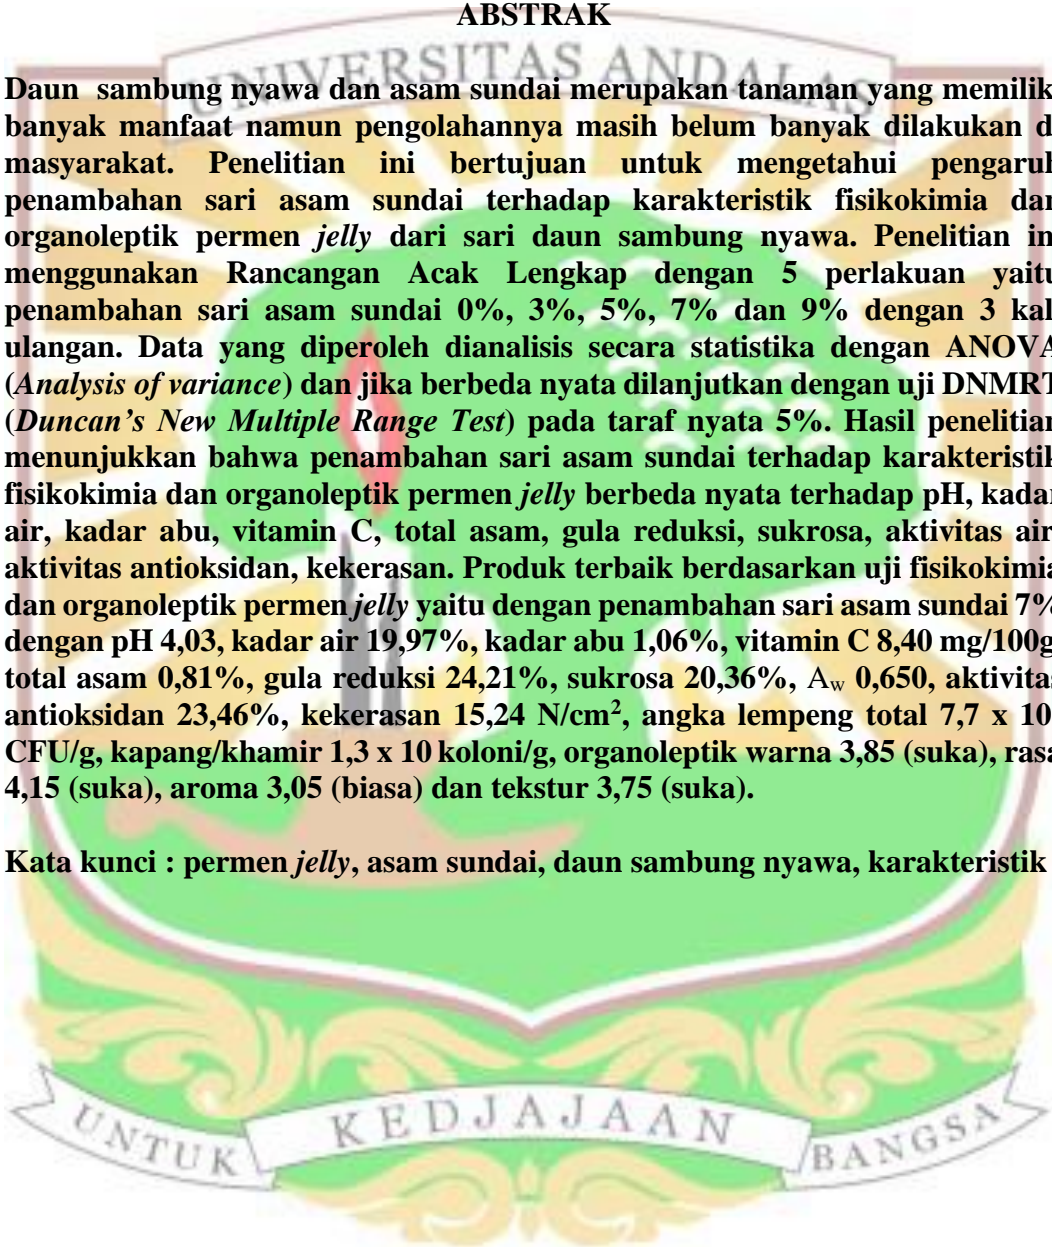 ABSTRAK
UNIVERSITAS ANDALAS
Daun sambung nyawa dan asam sundai merupakan tanaman yang memilik
banyak manfaat namun pengolahannya masih belum banyak dilakukan d
masyarakat. Penelitian ini bertujuan untuk mengetahui pengaruh
penambahan sari asam sundai terhadap karakteristik fisikokimia dan
organoleptik permen jelly dari sari daun sambung nyawa. Penelitian in
menggunakan Rancangan Acak Lengkap dengan 5 perlakuan yaitu
penambahan sari asam sundai 0%, 3%, 5%, 7% dan 9% dengan 3 kal
ulangan. Data yang diperoleh dianalisis secara statistika dengan ANOVA
(Analysis of variance) dan jika berbeda nyata dilanjutkan dengan uji DNMRT
(Duncan’s New Multiple Range Test) pada taraf nyata 5%. Hasil penelitian
menunjukkan bahwa penambahan sari asam sundai terhadap karakteristik
fisikokimia dan organoleptik permen jelly berbeda nyata terhadap pH, kadar
air, kadar abu, vitamin C, total asam, gula reduksi, sukrosa, aktivitas air
aktivitas antioksidan, kekerasan. Produk terbaik berdasarkan uji fisikokimia
dan organoleptik permen jelly yaitu dengan penambahan sari asam sundai 7%
dengan pH 4,03, kadar air 19,97%, kadar abu 1,06%, vitamin C 8,40 mg/100g
total asam 0,81%, gula reduksi 24,21%, sukrosa 20,36%, Aw 0,650, aktivitas
antioksidan 23,46%, kekerasan 15,24 N/cm², angka lempeng total 7,7 x 10
CFU/g, kapang/khamir 1,3 x 10 koloni/g, organoleptik warna 3,85 (suka), rasa
4,15 (suka), aroma 3,05 (biasa) dan tekstur 3,75 (suka).
Kata kunci : permen jelly, asam sundai, daun sambung nyawa, karakteristik
UNTUK KEDJAJAAN BANGSA